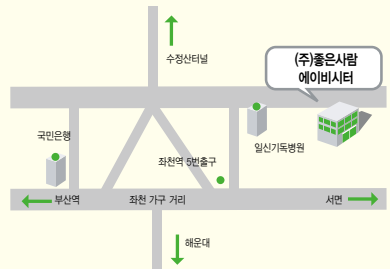 수정산터널
(주)좋은사람
에이비시터
국민은행
일신기독병원
좌천역 5번출구
부산역
좌천 가구 거리
서면
해운대